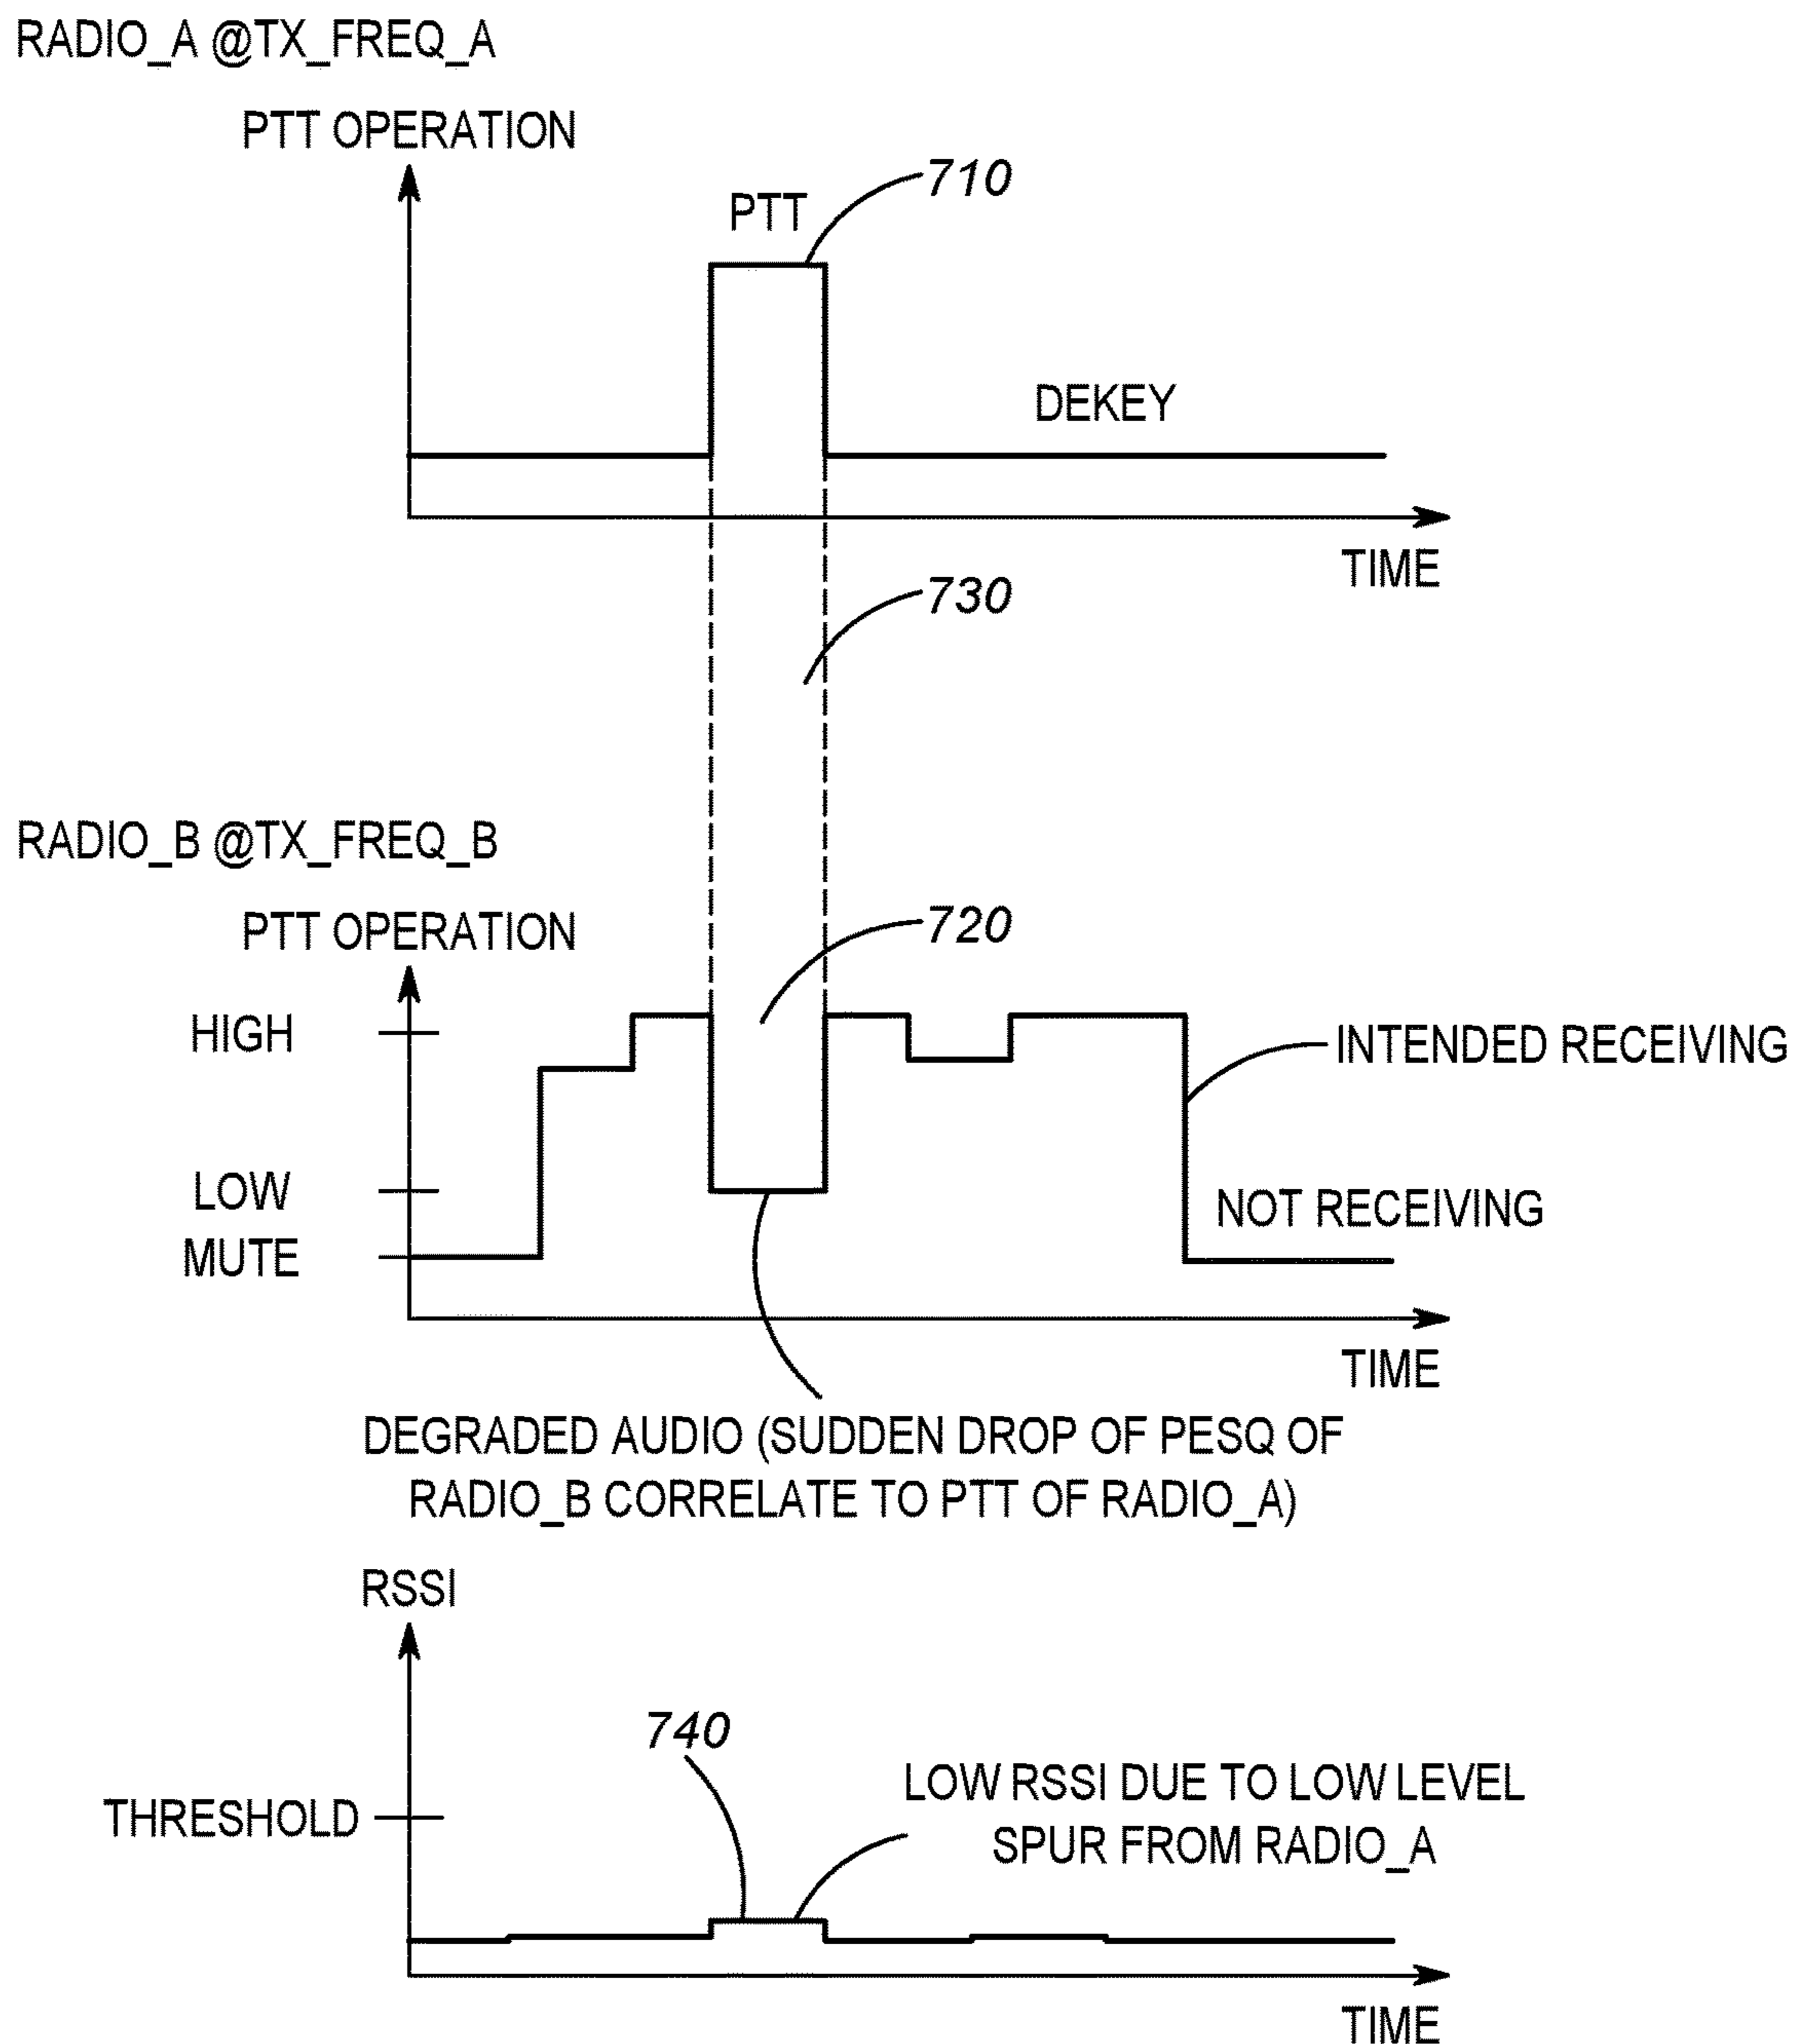 RADIO_A @TX_FREQ_A
PTT OPERATION
710
PTT
DEKEY
TIME
730
RADIO_B @TX_FREQ_B
PTT OPERATION
720
HIGH
INTENDED RECEIVING
LOW
NOT RECEIVING
MUTE
TIME
DEGRADED AUDIO (SUDDEN DROP OF PESQ OF
RADIO_B CORRELATE TO PTT OF RADIO_A)
RSSI
740
LOW RSSI DUE TO LOW LEVEL
SPUR FROM RADIO_A
THRESHOLD
TIME